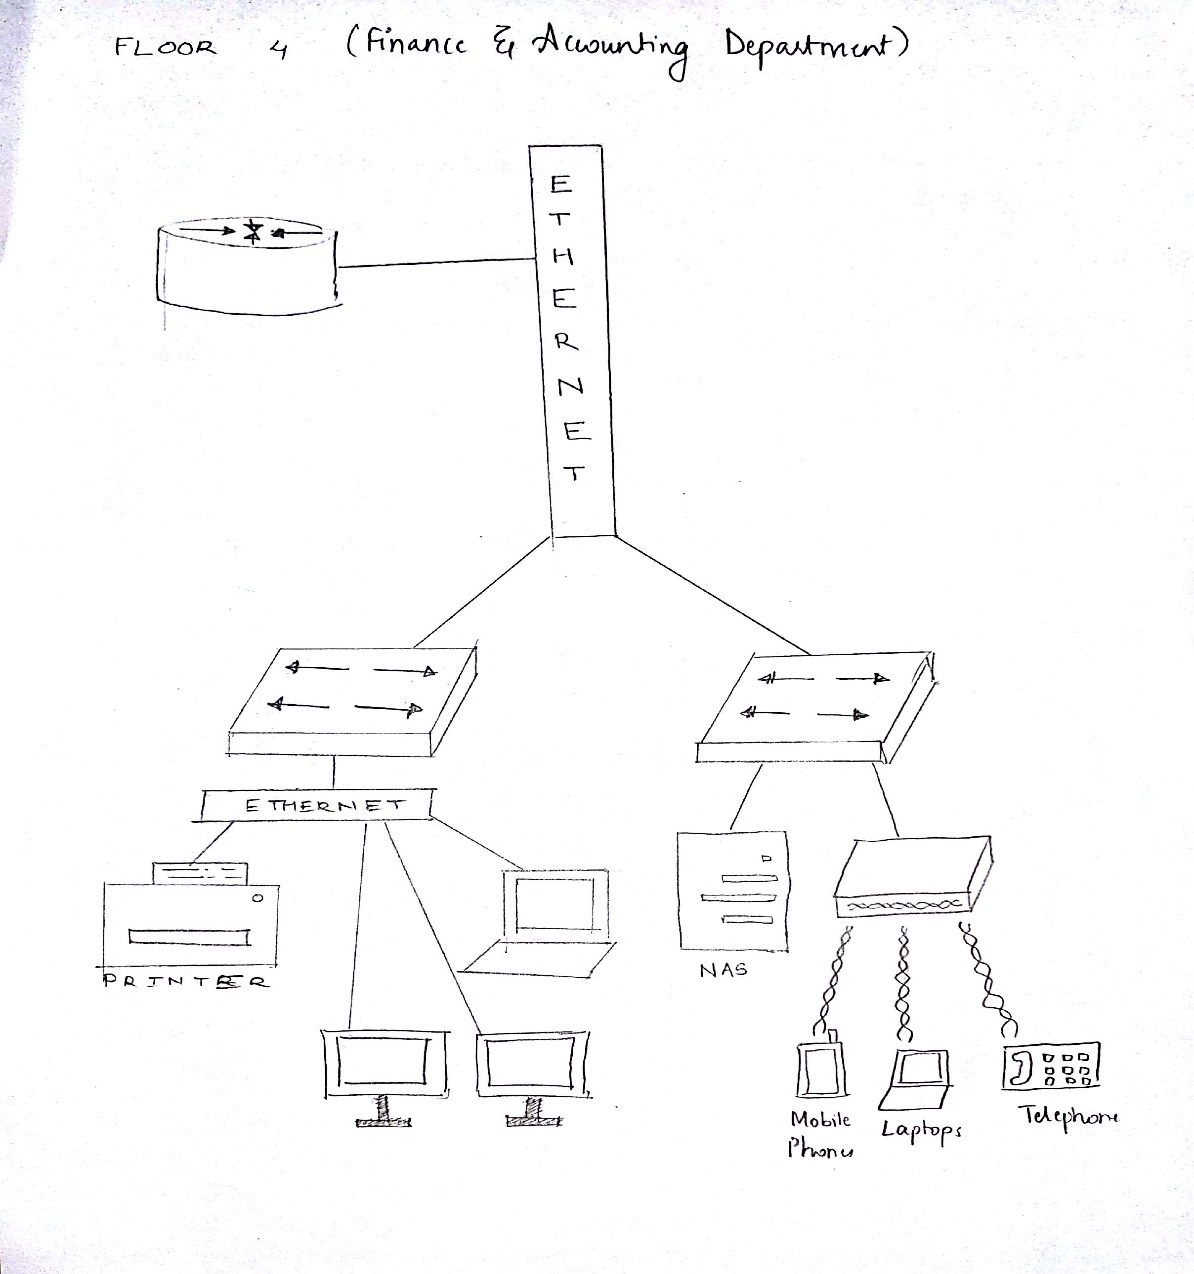 FLOOR 4 (Finance & Accounting Department)
ETHERNET
ETHERNET
PRINTER
NAS
Mobile
Phones
Laptops
Telephone